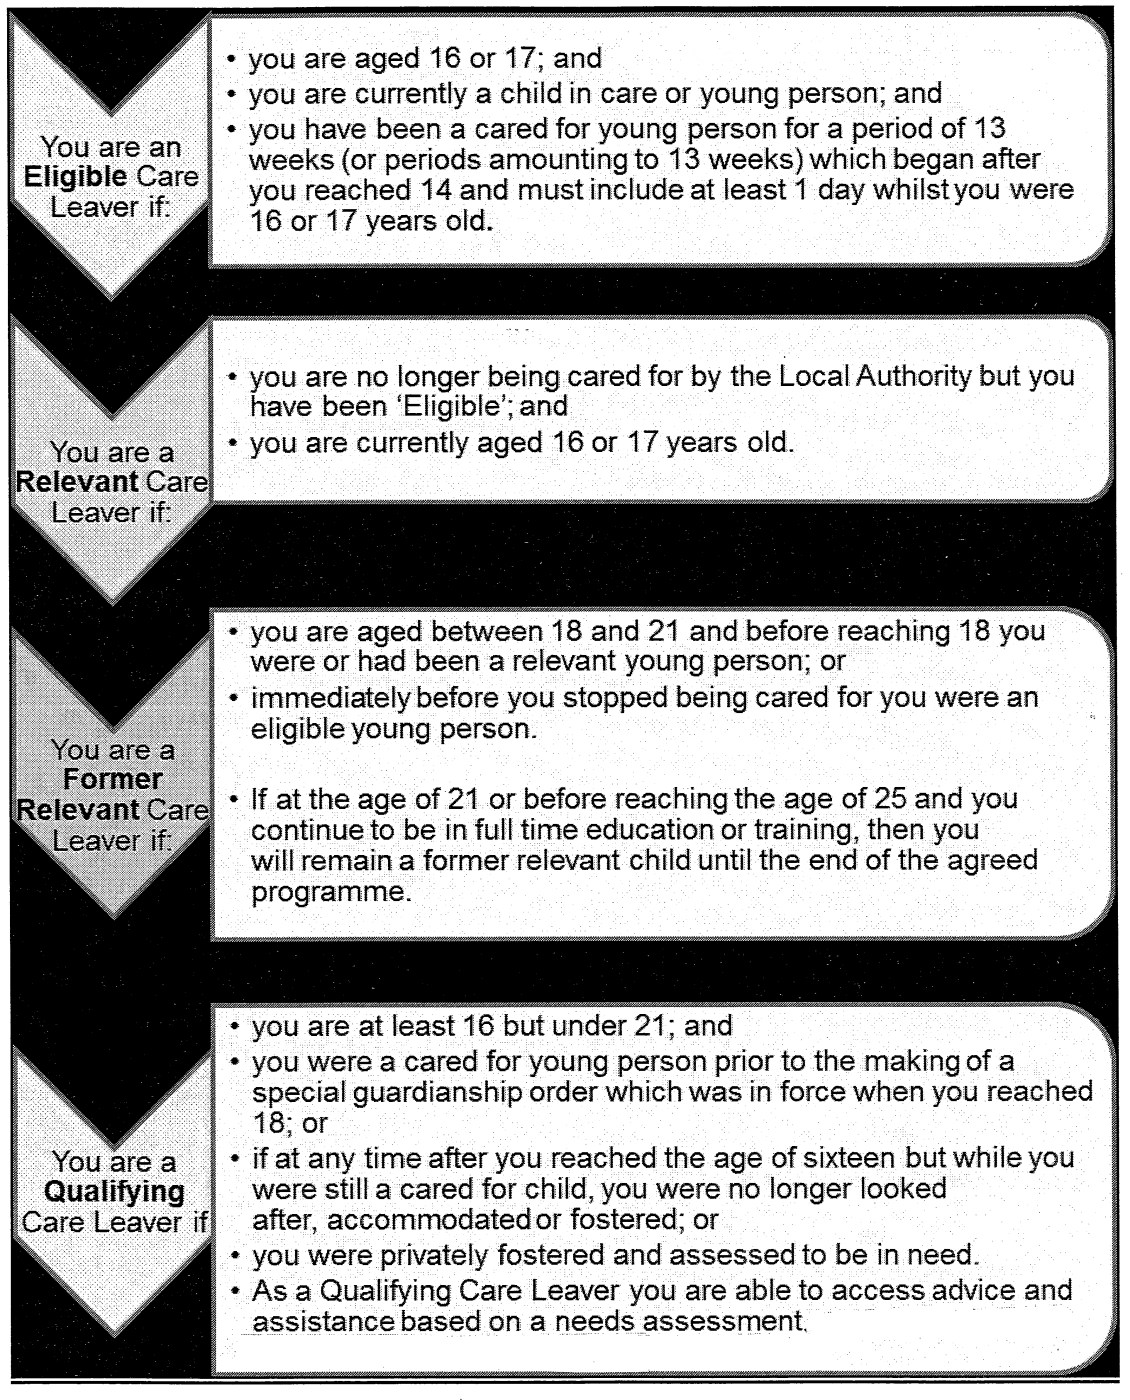 You are an
Eligible Care
Leaver if:
• you are aged 16 or 17; and
• you are currently a child in care or young person; and
• you have been a cared for young person for a period of 13
weeks (or periods amounting to 13 weeks) which began after
you reached 14 and must include at least 1 day whilst you were
16 or 17 years old.
You are a
Relevant Care
Leaver if:
• you are no longer being cared for by the Local Authority but you
have been 'Eligible'; and
• you are currently aged 16 or 17 years old.
You are a
Former
Relevant Care
Leaver if:
• you are aged between 18 and 21 and before reaching 18 you
were or had been a relevant young person; or
• immediately before you stopped being cared for you were an
eligible young person.
• If at the age of 21 or before reaching the age of 25 and you
continue to be in full time education or training, then you
will remain a former relevant child until the end of the agreed
programme.
You are a
Qualifying
Care Leaver if
• you are at least 16 but under 21; and
• you were a cared for young person prior to the making of a
special guardianship order which was in force when you reached
18; or
• if at any time after you reached the age of sixteen but while you
were still a cared for child, you were no longer looked
after, accommodated or fostered; or
• you were privately fostered and assessed to be in need.
• As a Qualifying Care Leaver you are able to access advice and
assistance based on a needs assessment.